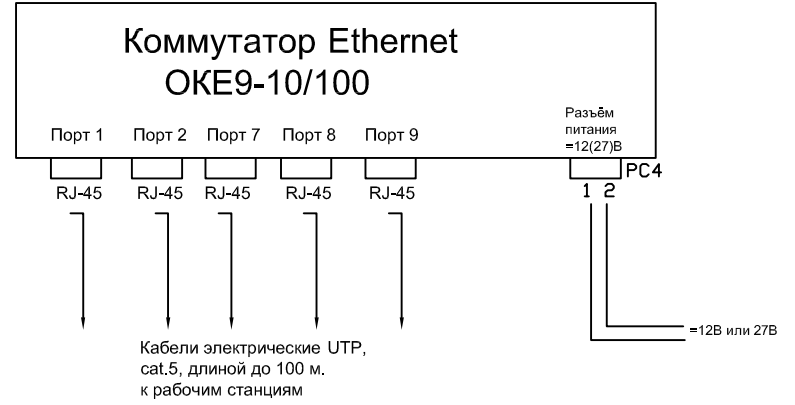 Коммутатор Ethernet
ОКЕ9-10/100
Порт 1 Порт 2 Порт 7 Порт 8 Порт 9
Разъём
питания
=12(27)В
RJ-45 RJ-45 RJ-45 RJ-45 RJ-45
PC4
1 2
=12В или 27В
Кабели электрические UTP,
cat.5, длиной до 100 м.
к рабочим станциям